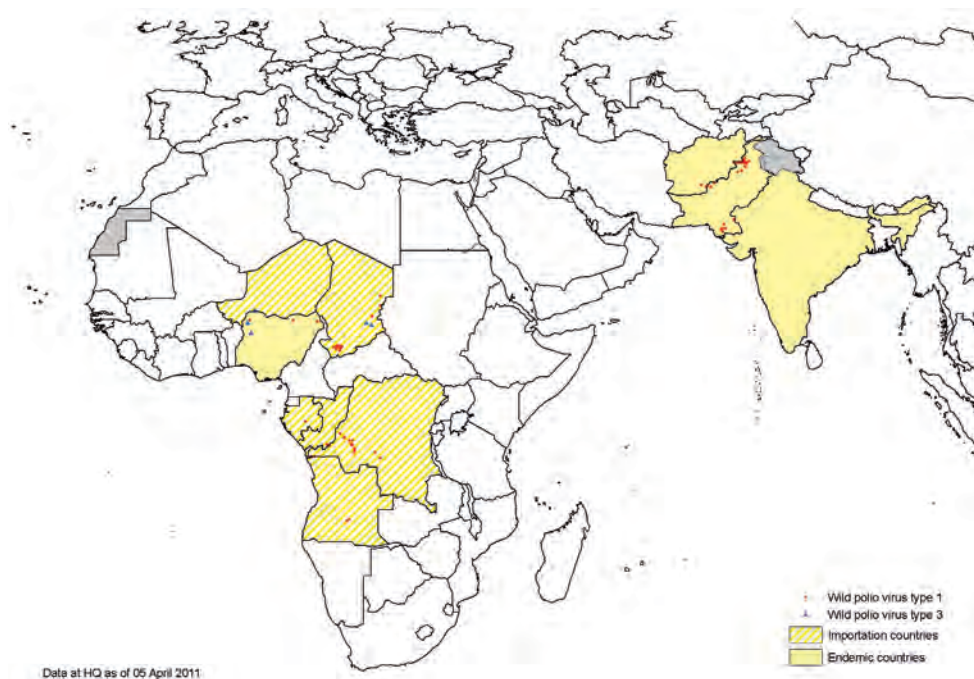 Wild polio virus type 1
Wild polio virus type 3
Importation countries
Endemic countries
Data at HQ as of 05 April 2011